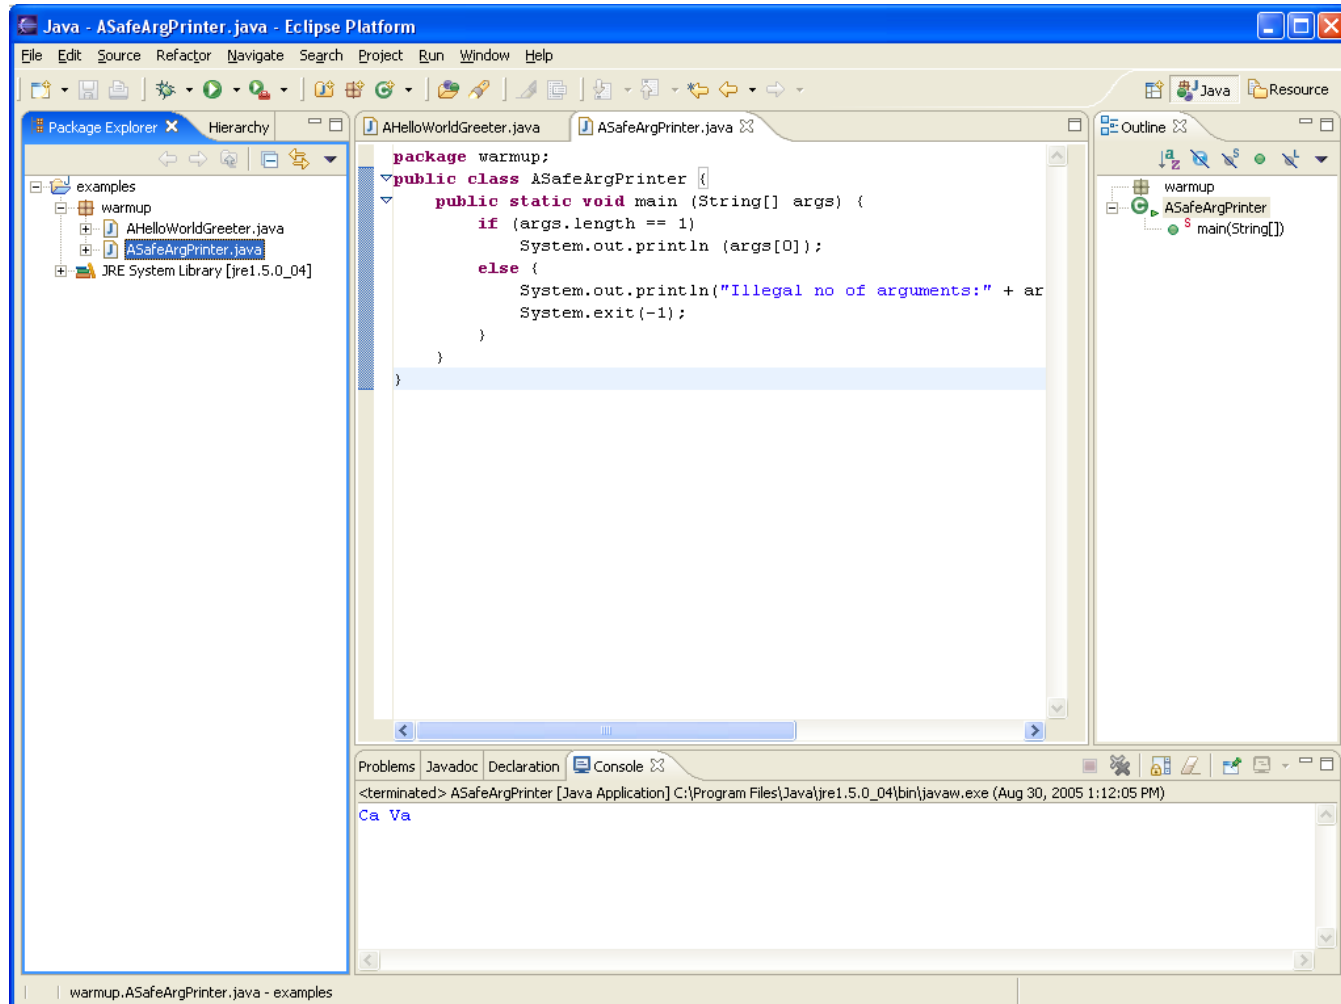 Java - ASafeArgPrinter.java - Eclipse Platform
File Edit Source Refactor Navigate Search Project Run Window Help
Java Resource
Package Explorer Hierarchy
examples
warmup
AHelloWorldGreeter.java
ASafeArgPrinter.java
JRE System Library [jre1.5.0_04]
AHelloWorldGreeter.java ASafeArgPrinter.java
package warmup;
public class ASafeArgPrinter {
public static void main (String[] args) {
if (args.length == 1)
System.out.println (args[0]);
else {
System.out.println("Illegal no of arguments:" + ar
System.exit(-1);
}
}
}
Outline
warmup
ASafeArgPrinter
main(String[])
Problems Javadoc Declaration Console
<terminated> ASafeArgPrinter [Java Application] C:\Program Files\Java\jre1.5.0_04\bin\javaw.exe (Aug 30, 2005 1:12:05 PM)
Ca Va
warmup.ASafeArgPrinter.java - examples